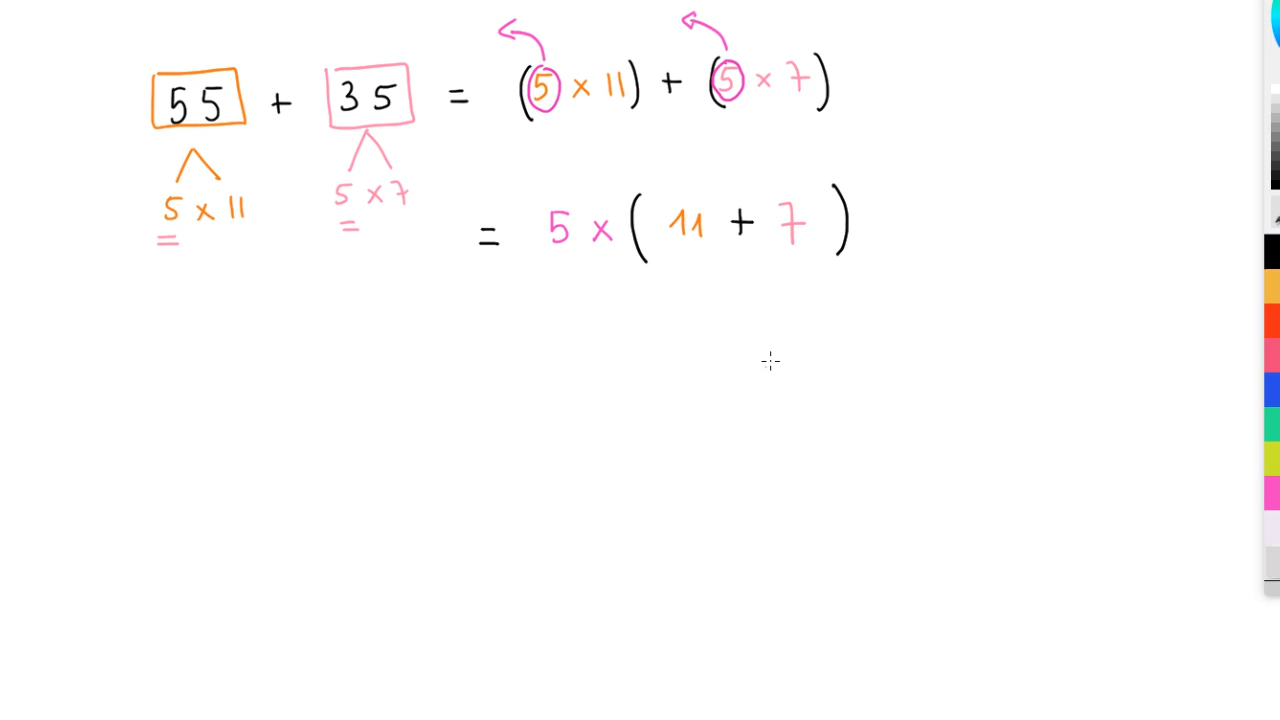 55 + 35 = (5 × 11) + (5 × 7)
5 × 11 5 × 7
= =
= 5 × (11 + 7)